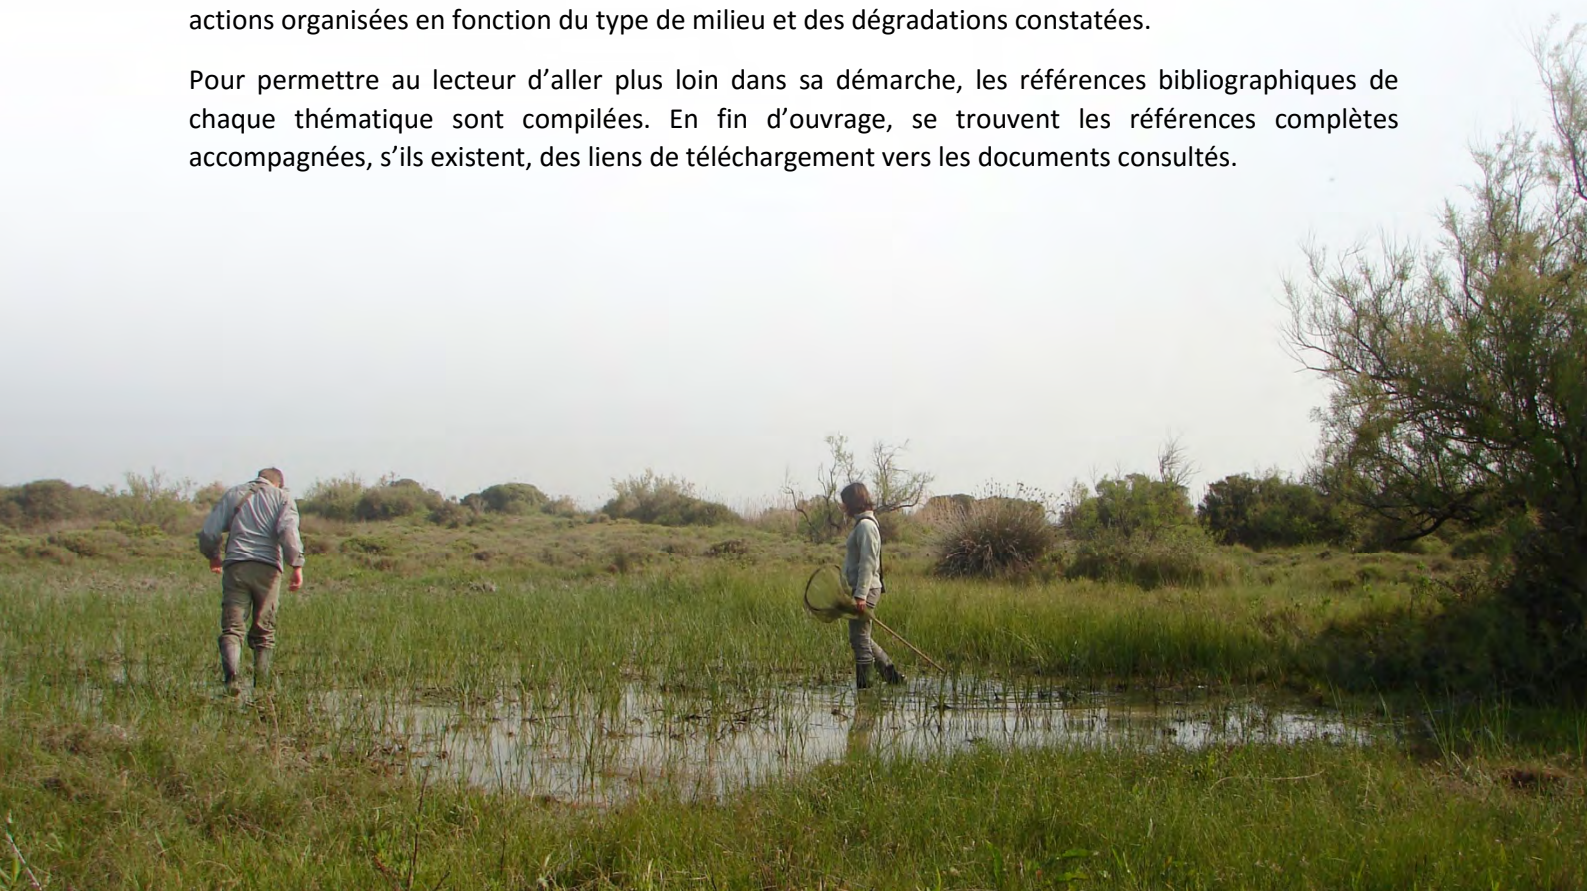 actions organisées en fonction du type de milieu et des dégradations constatées.
Pour permettre au lecteur d’aller plus loin dans sa démarche, les références bibliographiques de
chaque thématique sont compilées. En fin d’ouvrage, se trouvent les références complètes
accompagnées, s’ils existent, des liens de téléchargement vers les documents consultés.